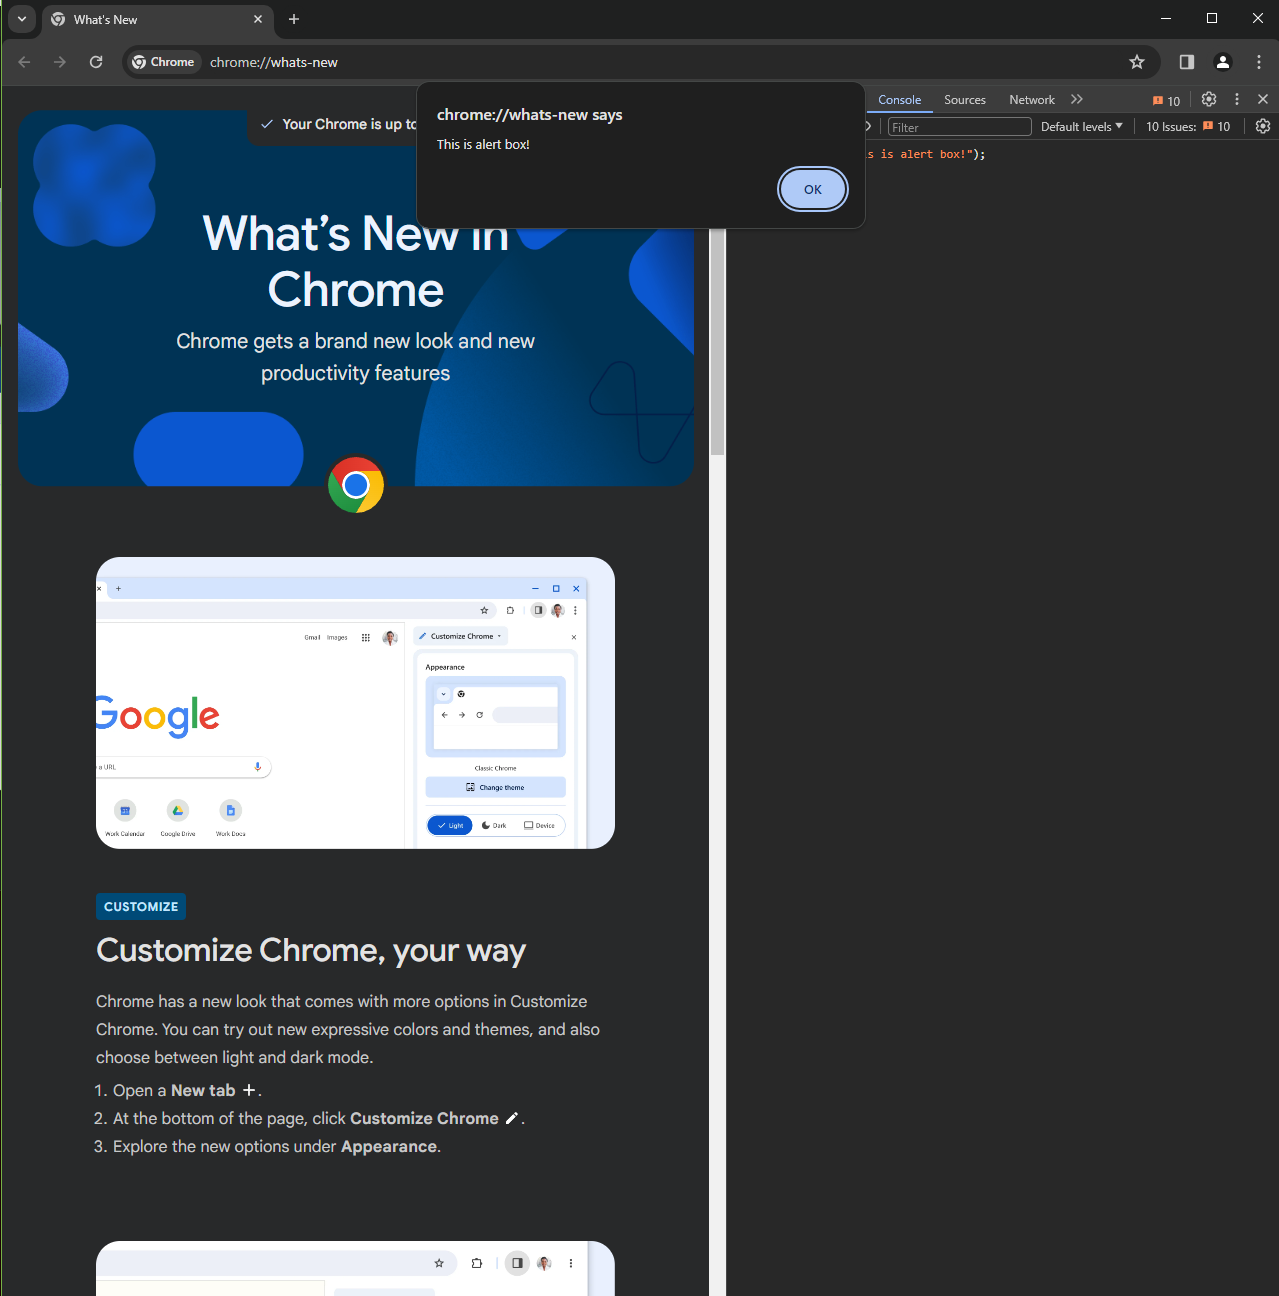 What's New
Chrome
chrome://whats-new
Console
Sources
Network
10
Filter
Default levels
10 Issues:
10
s is alert box!");
chrome://whats-new says
This is alert box!
OK
Your Chrome is up to
What's New in
Chrome
Chrome gets a brand new look and new
productivity features
Gmail
Images
Customize Chrome
Appearance
Google
a URL
Classic Chrome
Change theme
Work Calendar
Google Drive
Work Docs
Light
Dark
Device
CUSTOMIZE
Customize Chrome, your way
Chrome has a new look that comes with more options in Customize
Chrome. You can try out new expressive colors and themes, and also
choose between light and dark mode.
1. Open a New tab +.
2. At the bottom of the page, click Customize Chrome .
3. Explore the new options under Appearance.